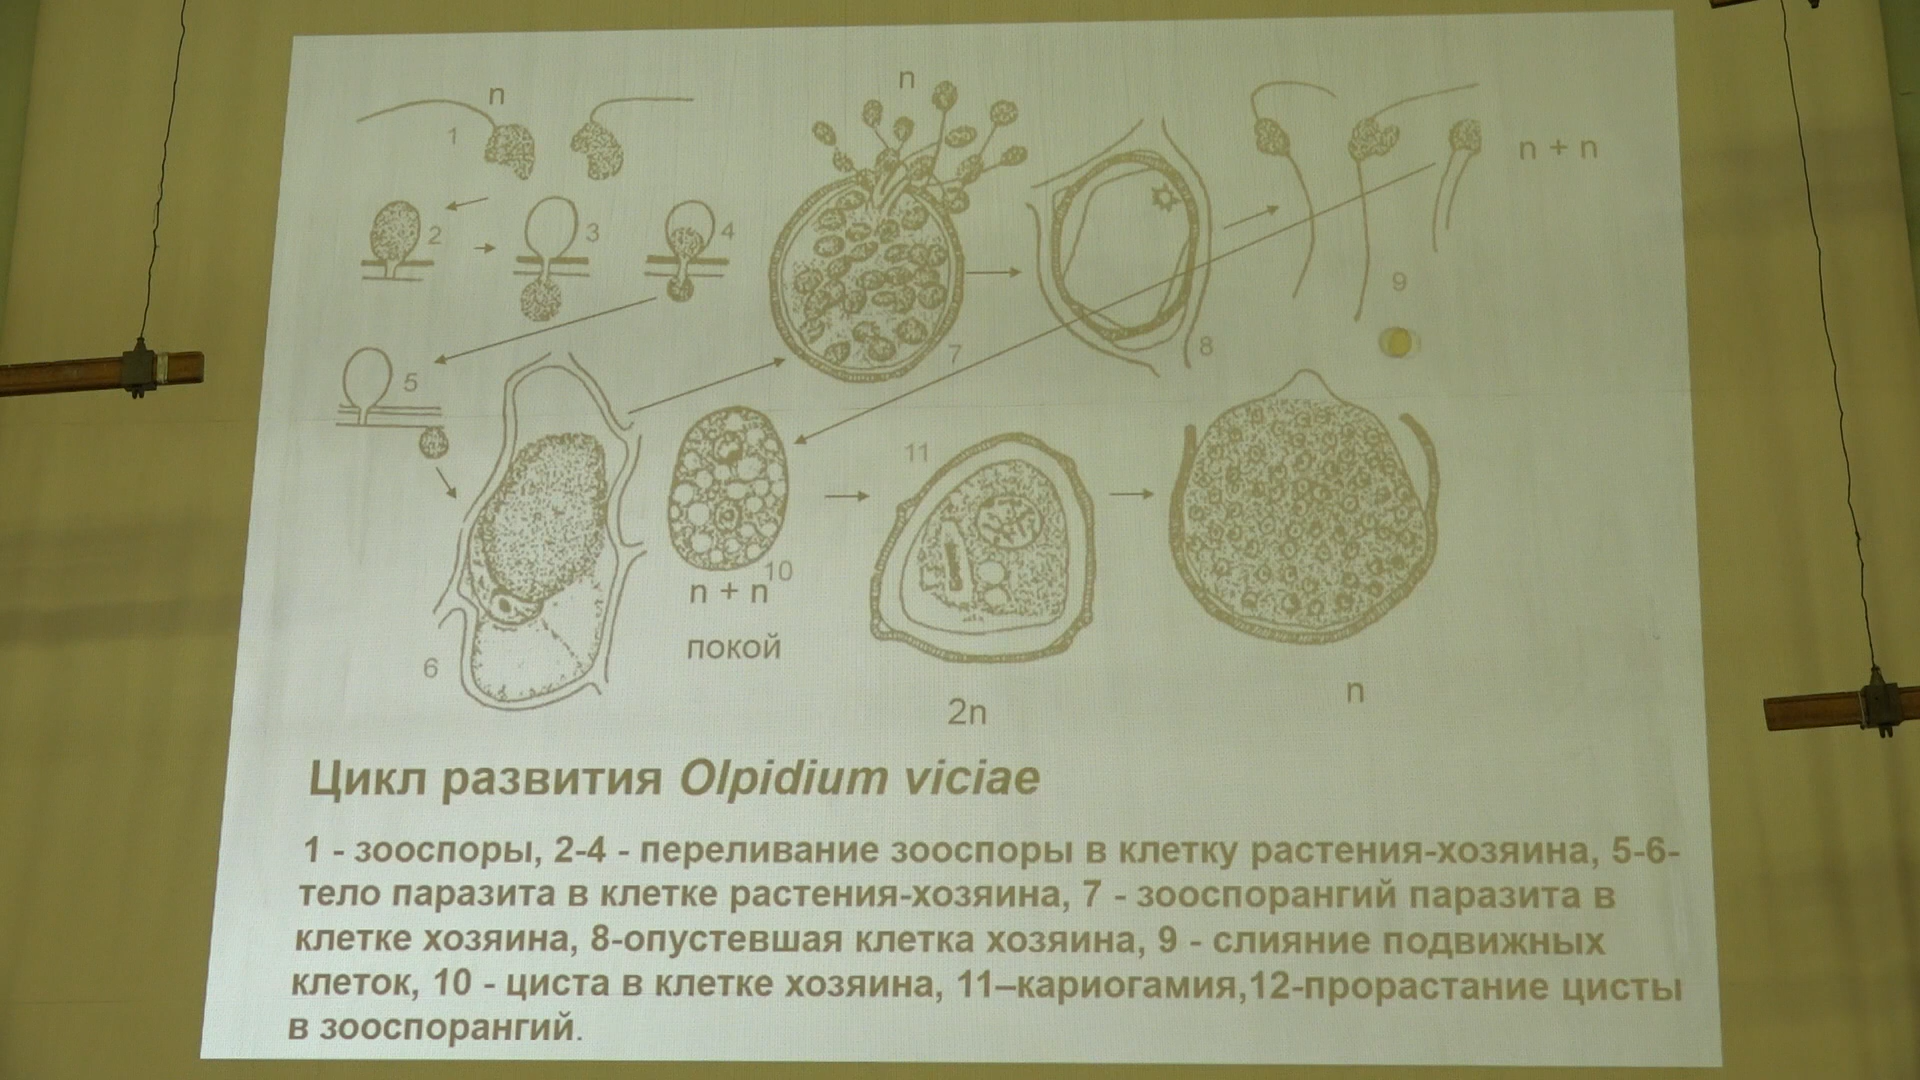 n
n
1
n + n
2
3
4
9
7
8
5
11
10
n + n
покой
6
n
2n
Цикл развития Olpidium viciae
1 - зооспоры, 2-4 - переливание зооспоры в клетку растения-хозяина, 5-6-
тело паразита в клетке растения-хозяина, 7 - зооспорангий паразита в
клетке хозяина, 8-опустевшая клетка хозяина, 9 - слияние подвижных
клеток, 10 - циста в клетке хозяина, 11–кариогамия,12-прорастание цисты
в зооспорангий.